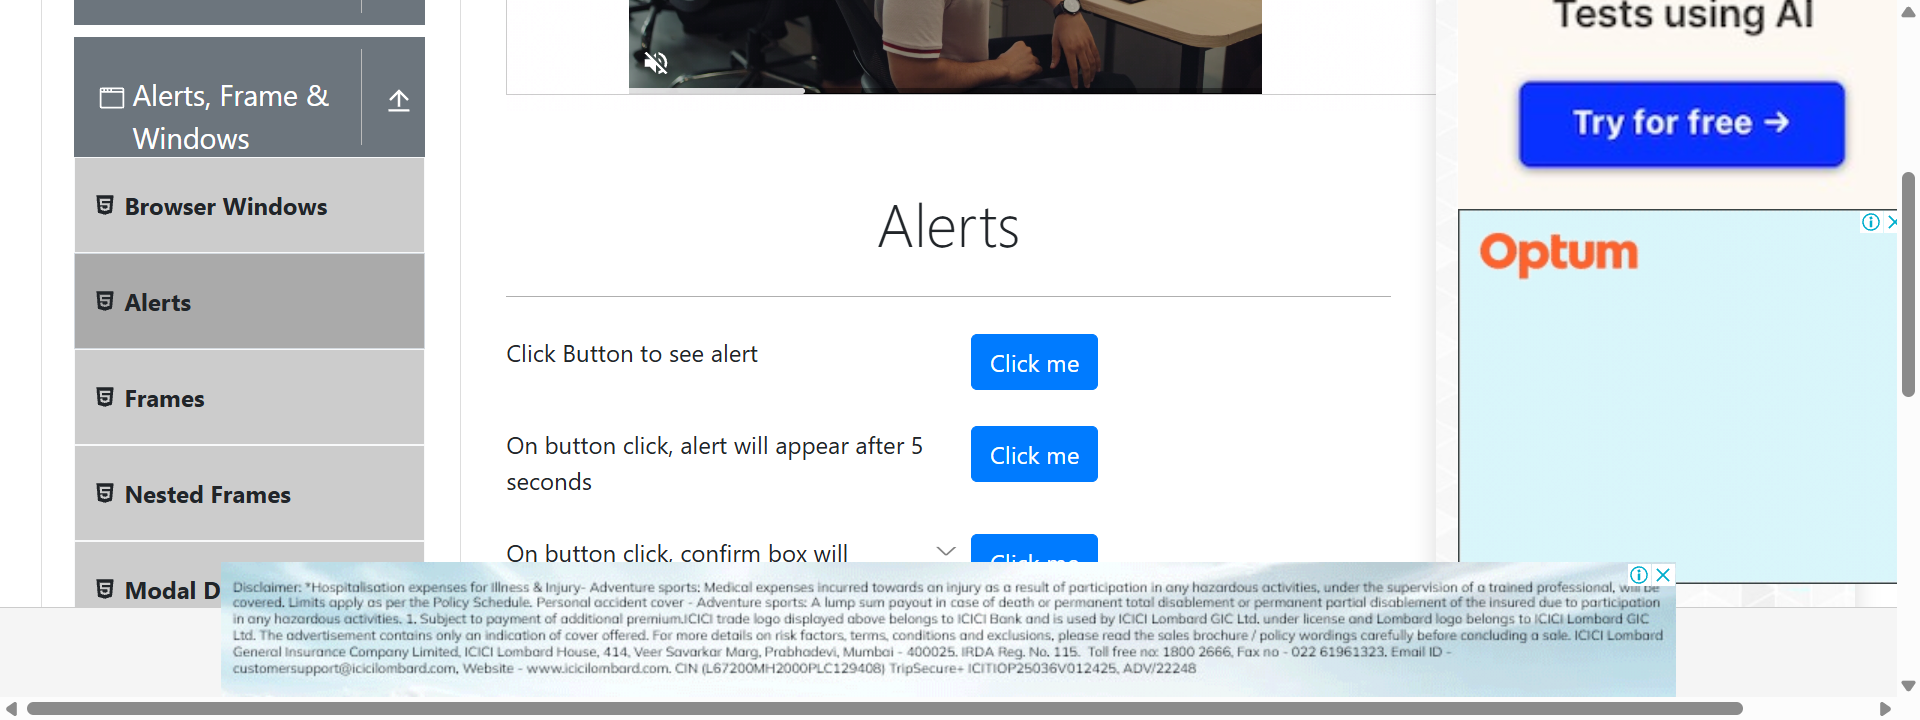 Alerts, Frame &
Windows
Browser Windows
Alerts
Frames
Nested Frames
Modal D
Alerts
Click Button to see alert
Click me
On button click, alert will appear after 5
seconds
Click me
On button click, confirm box will
Click me
Tests using AI
Try for free →
Optum
Disclaimer: *Hospitalisation expenses for Illness & Injury- Adventure sports: Medical expenses incurred towards an injury as a result of participation in any hazardous activities, under the supervision of a trained professional, will be
covered. Limits apply as per the Policy Schedule. Personal accident cover - Adventure sports: A lump sum payout in case of death or permanent total disablement or permanent partial disablement of the insured due to participation
in any hazardous activities. 1. Subject to payment of additional premium.ICICI trade logo displayed above belongs to ICICI Bank and is used by ICICI Lombard GIC Ltd. under license and Lombard logo belongs to ICICI Lombard GIC
Ltd. The advertisement contains only an indication of cover offered. For more details on risk factors, terms, conditions and exclusions, please read the sales brochure / policy wordings carefully before concluding a sale. ICICI Lombard
General Insurance Company Limited, ICICI Lombard House, 414, Veer Savarkar Marg, Prabhadevi, Mumbai - 400025. IRDA Reg. No. 115. Toll free no: 1800 2666, Fax no - 022 61961323, Email ID -
customersupport@icicilombard.com, Website - www.icicilombard.com. CIN (L67200MH2000PLC129408) TripSecure+ ICITIOP25036V012425, ADV/22248